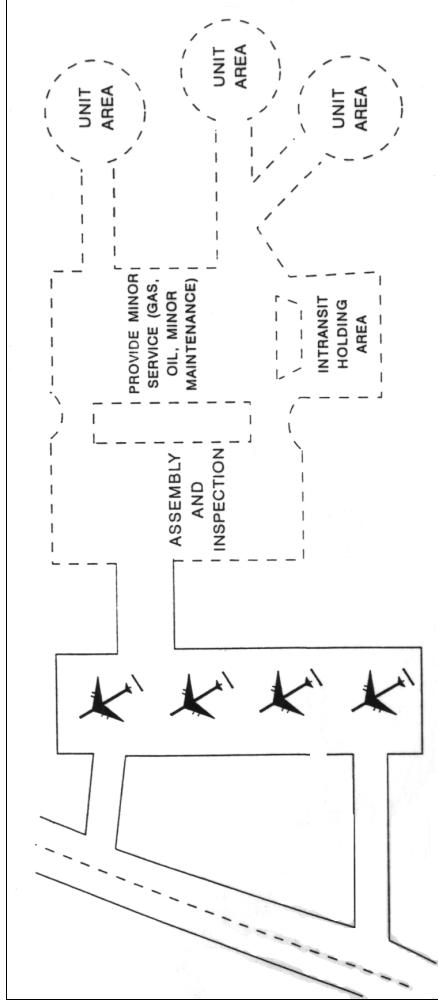 UNIT
AREA
UNIT
AREA
UNIT
AREA
PROVIDE MINOR
SERVICE (GAS,
OIL, MINOR
MAINTENANCE)
INTRANSIT
HOLDING
AREA
ASSEMBLY
AND
INSPECTION